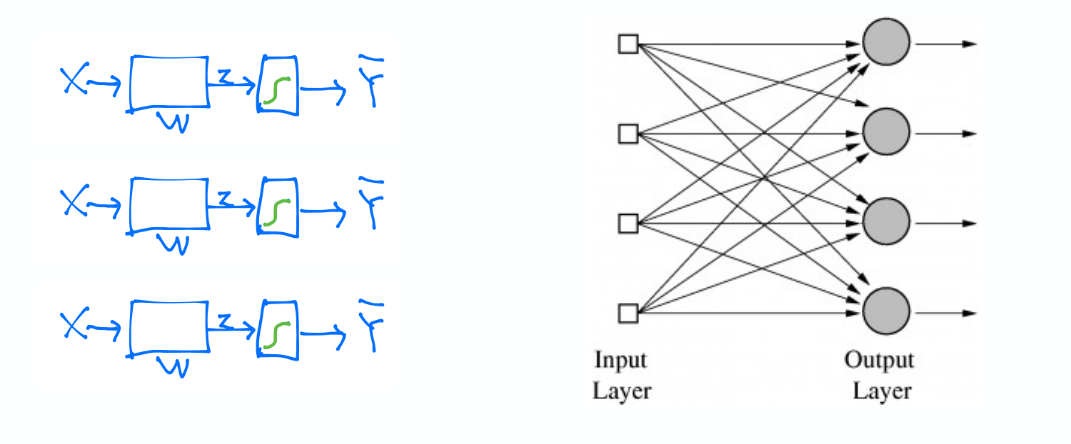 X z Ȳ
W
X z Ȳ
W
X z Ȳ
W
Input Layer
Output Layer